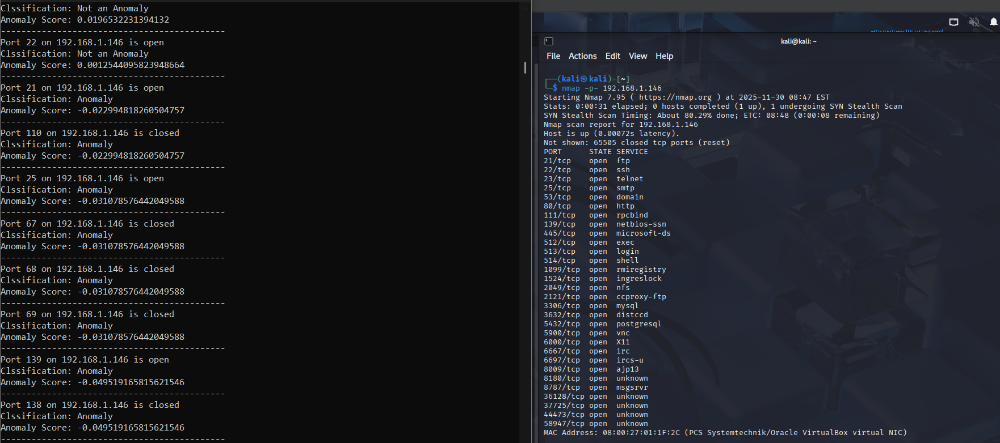 Clssification: Not an Anomaly
Anomaly Score: 0.0196532231394132
--------------------------------------------
Port 22 on 192.168.1.146 is open
Clssification: Not an Anomaly
Anomaly Score: 0.0012544095823948664
--------------------------------------------
Port 21 on 192.168.1.146 is open
Clssification: Anomaly
Anomaly Score: -0.022994818260504757
--------------------------------------------
Port 110 on 192.168.1.146 is closed
Clssification: Anomaly
Anomaly Score: -0.022994818260504757
--------------------------------------------
Port 25 on 192.168.1.146 is open
Clssification: Anomaly
Anomaly Score: -0.031078576442049588
--------------------------------------------
Port 67 on 192.168.1.146 is closed
Clssification: Anomaly
Anomaly Score: -0.031078576442049588
--------------------------------------------
Port 68 on 192.168.1.146 is closed
Clssification: Anomaly
Anomaly Score: -0.031078576442049588
--------------------------------------------
Port 69 on 192.168.1.146 is closed
Clssification: Anomaly
Anomaly Score: -0.031078576442049588
--------------------------------------------
Port 139 on 192.168.1.146 is open
Clssification: Anomaly
Anomaly Score: -0.049519165815621546
--------------------------------------------
Port 138 on 192.168.1.146 is closed
Clssification: Anomaly
Anomaly Score: -0.049519165815621546
--------------------------------------------
kali@kali: ~
File Actions Edit View Help
┌──(kali㉿kali)-[~]
└─$ nmap -p- 192.168.1.146
Starting Nmap 7.95 ( https://nmap.org ) at 2025-11-30 08:47 EST
Stats: 0:00:31 elapsed; 0 hosts completed (1 up), 1 undergoing SYN Stealth Scan
SYN Stealth Scan Timing: About 80.29% done; ETC: 08:48 (0:00:08 remaining)
Nmap scan report for 192.168.1.146
Host is up (0.00072s latency).
Not shown: 65505 closed tcp ports (reset)
PORT STATE SERVICE
21/tcp open ftp
22/tcp open ssh
23/tcp open telnet
25/tcp open smtp
53/tcp open domain
80/tcp open http
111/tcp open rpcbind
139/tcp open netbios-ssn
445/tcp open microsoft-ds
512/tcp open exec
513/tcp open login
514/tcp open shell
1099/tcp open rmiregistry
1524/tcp open ingreslock
2049/tcp open nfs
2121/tcp open ccproxy-ftp
3306/tcp open mysql
3632/tcp open distccd
5432/tcp open postgresql
5900/tcp open vnc
6000/tcp open X11
6667/tcp open irc
6697/tcp open ircs-u
8009/tcp open ajp13
8180/tcp open unknown
8787/tcp open msgsrvr
36128/tcp open unknown
37725/tcp open unknown
44473/tcp open unknown
58947/tcp open unknown
MAC Address: 08:00:27:01:1F:2C (PCS Systemtechnik/Oracle VirtualBox virtual NIC)